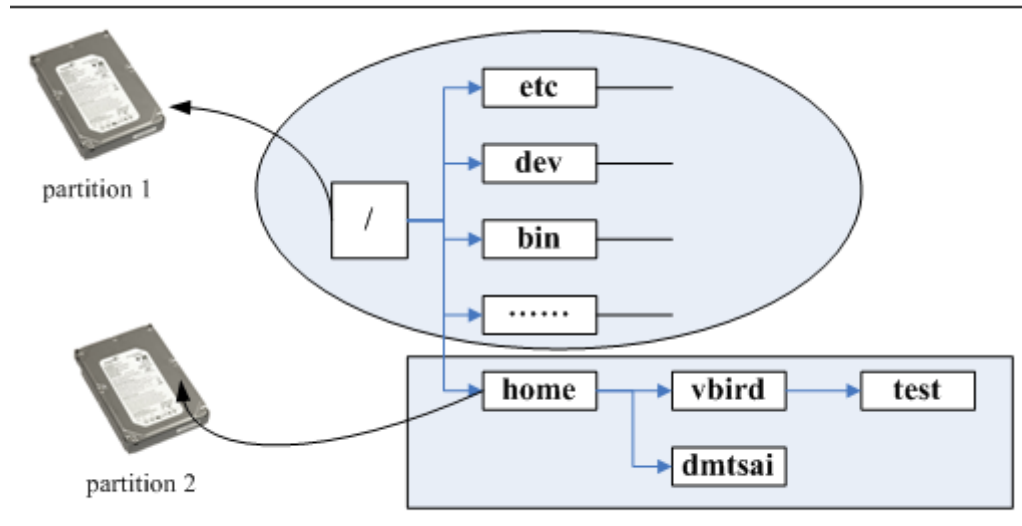 etc
dev
partition 1
/
bin
......
home
vbird
test
dmtsai
partition 2